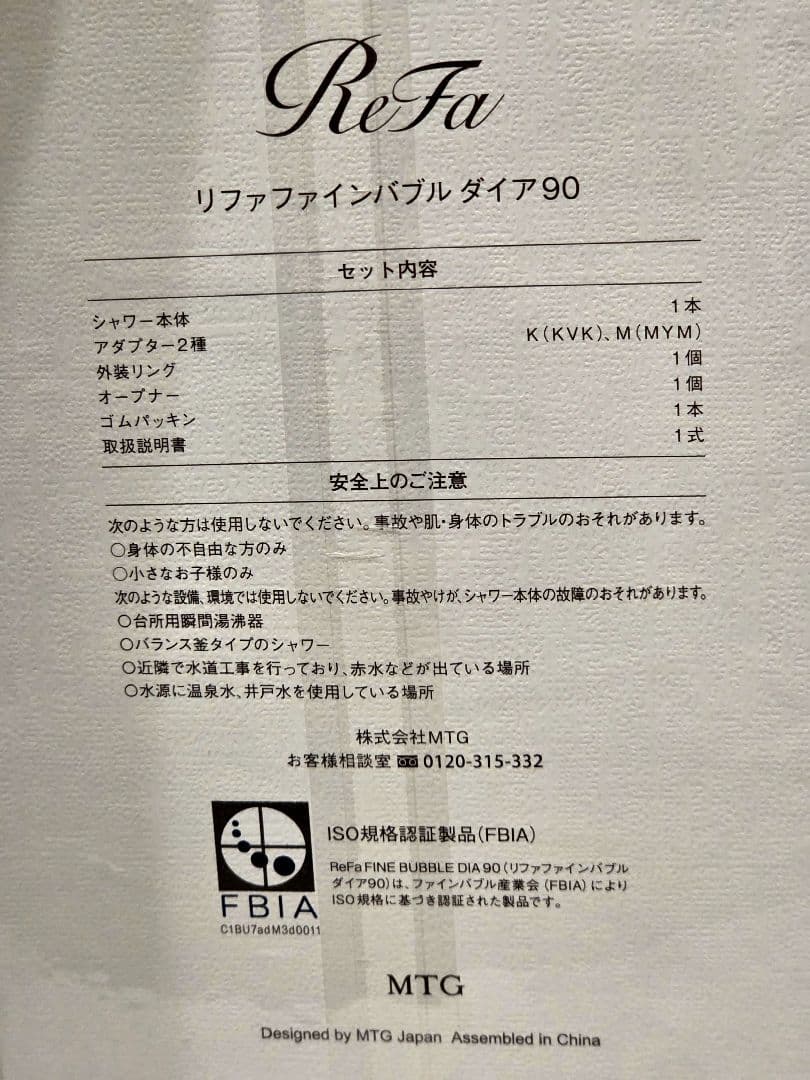 ReFa
リファファインバブル ダイア90
セット内容
シャワー本体 1本
アダプター2種 K(KVK)、M(MYM)
外装リング 1個
オープナー 1個
ゴムパッキン 1本
取扱説明書 1式
安全上のご注意
次のような方は使用しないでください。事故や肌・身体のトラブルのおそれがあります。
○身体の不自由な方のみ
○小さなお子様のみ
次のような設備、環境では使用しないでください。事故やけが、シャワー本体の故障のおそれがあります。
○台所用瞬間湯沸器
○バランス釜タイプのシャワー
○近隣で水道工事を行っており、赤水などが出ている場所
○水源に温泉水、井戸水を使用している場所
株式会社MTG
お客様相談室 0120-315-332
ISO規格認証製品(FBIA)
ReFa FINE BUBBLE DIA 90(リファファインバブル
ダイア90)は、ファインバブル産業会(FBIA)により
ISO規格に基づき認証された製品です。
FBIA
C1BU7adM3d0011
MTG
Designed by MTG Japan Assembled in China